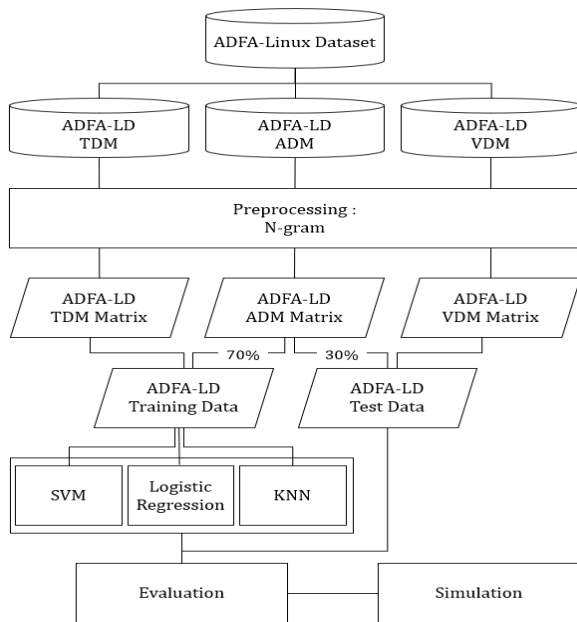 ADFA-Linux Dataset
ADFA-LD
TDM
ADFA-LD
ADM
ADFA-LD
VDM
Preprocessing :
N-gram
ADFA-LD
TDM Matrix
ADFA-LD
ADM Matrix
ADFA-LD
VDM Matrix
70%
30%
ADFA-LD
Training Data
ADFA-LD
Test Data
SVM
Logistic
Regression
KNN
Evaluation
Simulation